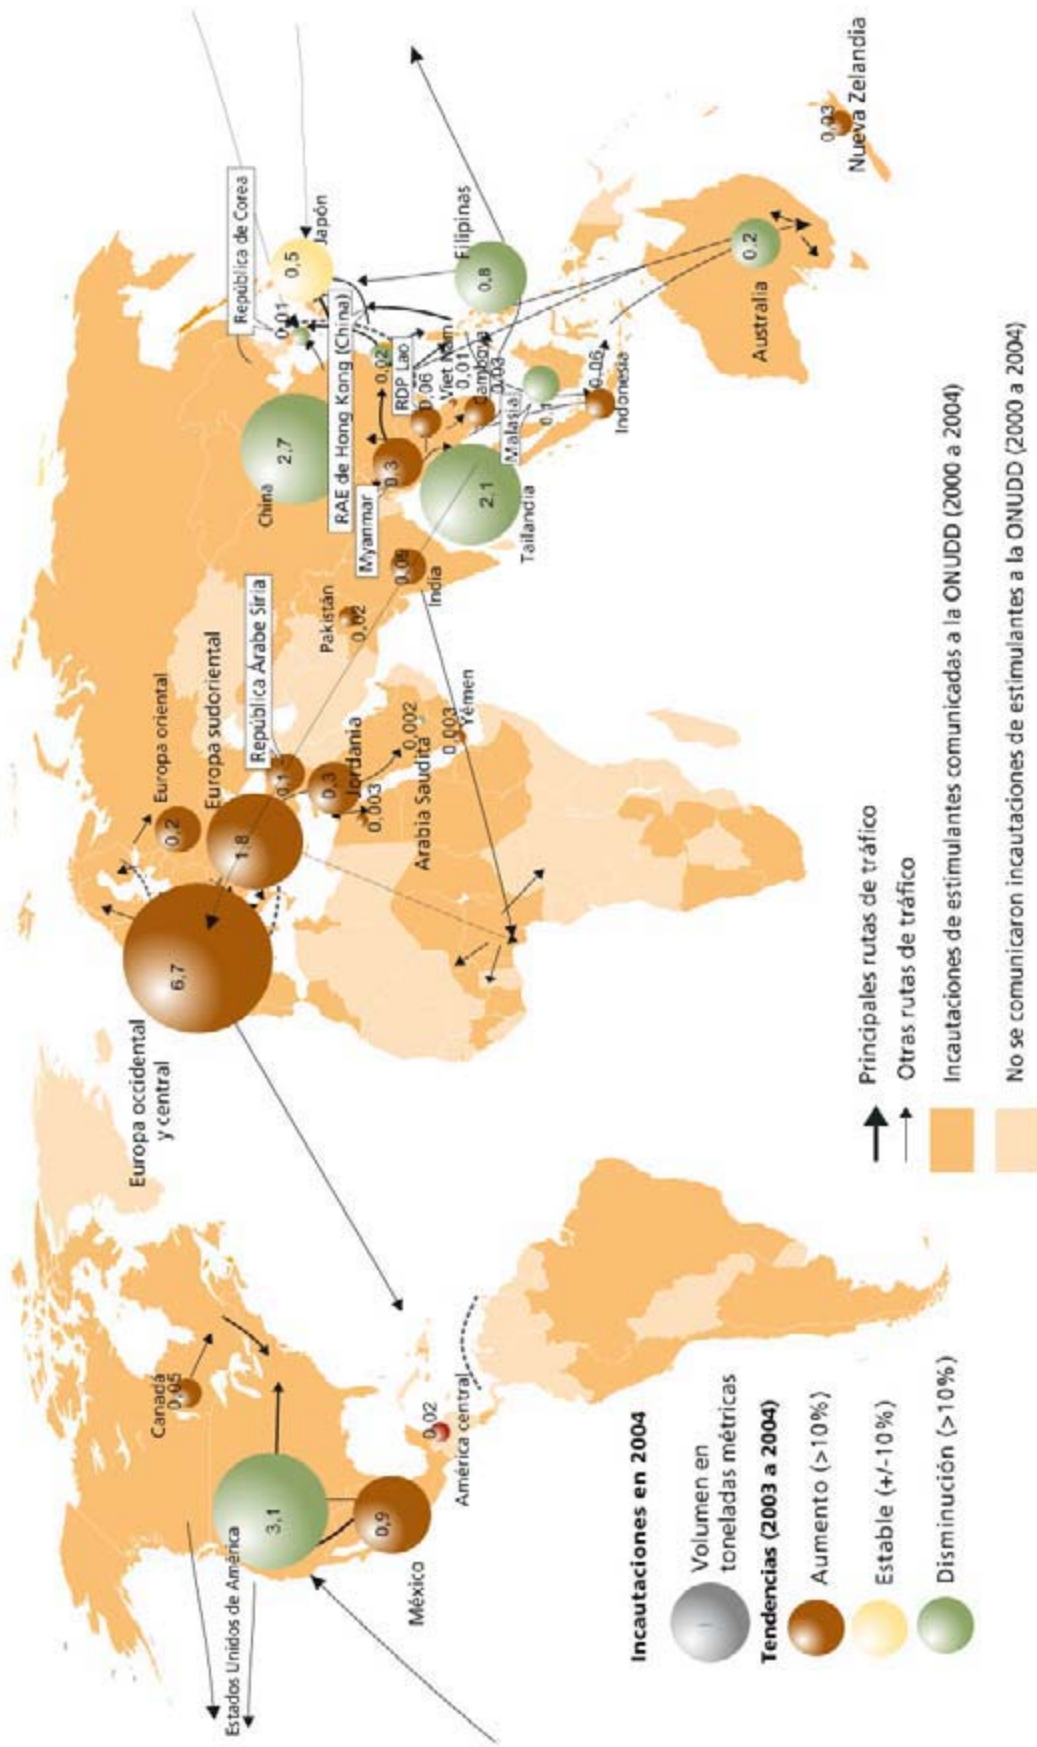 Canadá
0,05
Estados Unidos de América
3,1
México
0,9
América central
0,02
Europa occidental
y central
6,7
Europa oriental
0,2
Europa sudoriental
1,8
República Árabe Siria
0,1
0,3
Jordania
0,003
0,002
Arabia Saudita
0,003
Yémen
Pakistán
0,02
India
China
2,7
República de Corea
0,01
Japón
0,5
RAE de Hong Kong (China)
0,02
Myanmar
0,3
RDP Lao
0,06
Viet Nam
0,01
Camboya
0,03
Tailandia
2,1
Malasia
0,1
Filipinas
0,8
0,06
Indonesia
Australia
0,2
0,03
Nueva Zelandia
Incautaciones en 2004
Volumen en
toneladas métricas
Tendencias (2003 a 2004)
Aumento (>10%)
Estable (+/-10%)
Disminución (>10%)
Principales rutas de tráfico
Otras rutas de tráfico
Incautaciones de estimulantes comunicadas a la ONUDD (2000 a 2004)
No se comunicaron incautaciones de estimulantes a la ONUDD (2000 a 2004)